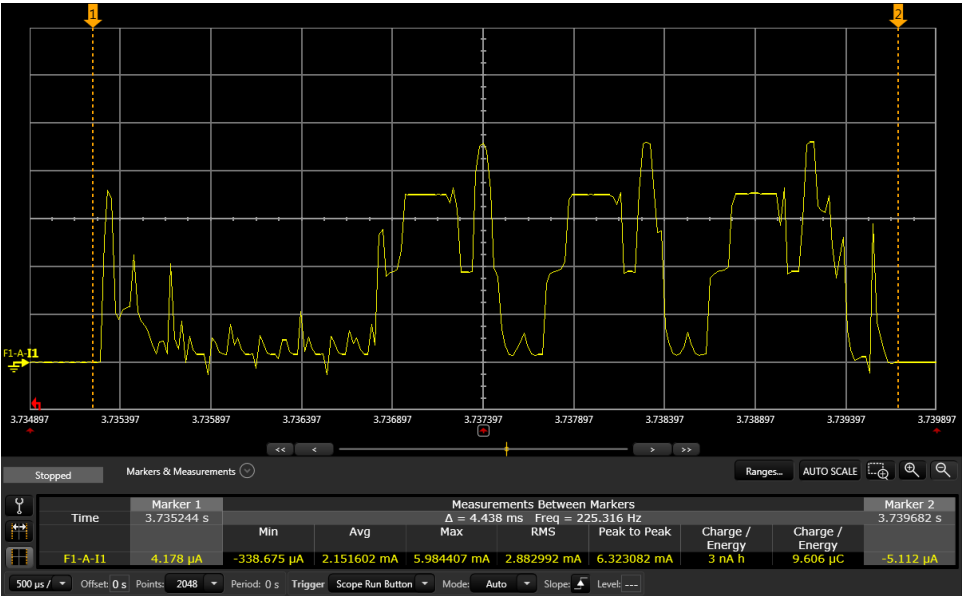 1 2
F1-A-I1
3.734897 3.735397 3.735897 3.736397 3.736897 3.737397 3.737897 3.738397 3.738897 3.739397 3.739897
<< < > >>
Stopped Markers & Measurements Ranges... AUTO SCALE
Marker 1 Measurements Between Markers Marker 2
Time 3.735244 s Δ = 4.438 ms Freq = 225.316 Hz 3.739682 s
Min Avg Max RMS Peak to Peak Charge / Energy Charge / Energy
F1-A-I1 4.178 µA -338.675 µA 2.151602 mA 5.984407 mA 2.882992 mA 6.323082 mA 3 nA h 9.606 µC -5.112 µA
500 µs / Offset: 0 s Points: 2048 Period: 0 s Trigger Scope Run Button Mode: Auto Slope: Level: ---